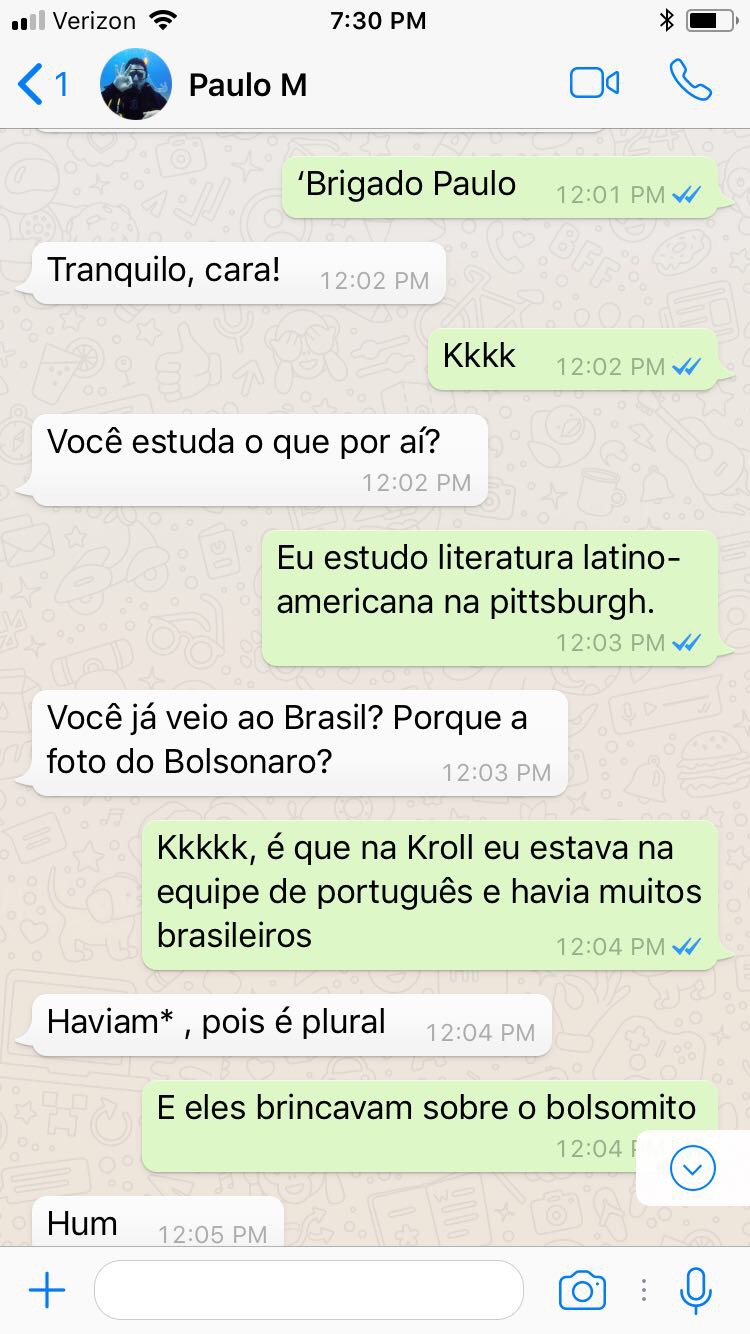 Verizon 7:30 PM
1 Paulo M
‘Brigado Paulo 12:01 PM
Tranquilo, cara! 12:02 PM
Kkkk 12:02 PM
Você estuda o que por aí?
12:02 PM
Eu estudo literatura latino-
americana na pittsburgh.
12:03 PM
Você já veio ao Brasil? Porque a
foto do Bolsonaro? 12:03 PM
Kkkkk, é que na Kroll eu estava na
equipe de português e havia muitos
brasileiros 12:04 PM
Haviam* , pois é plural 12:04 PM
E eles brincavam sobre o bolsomito
12:04
Hum 12:05 PM